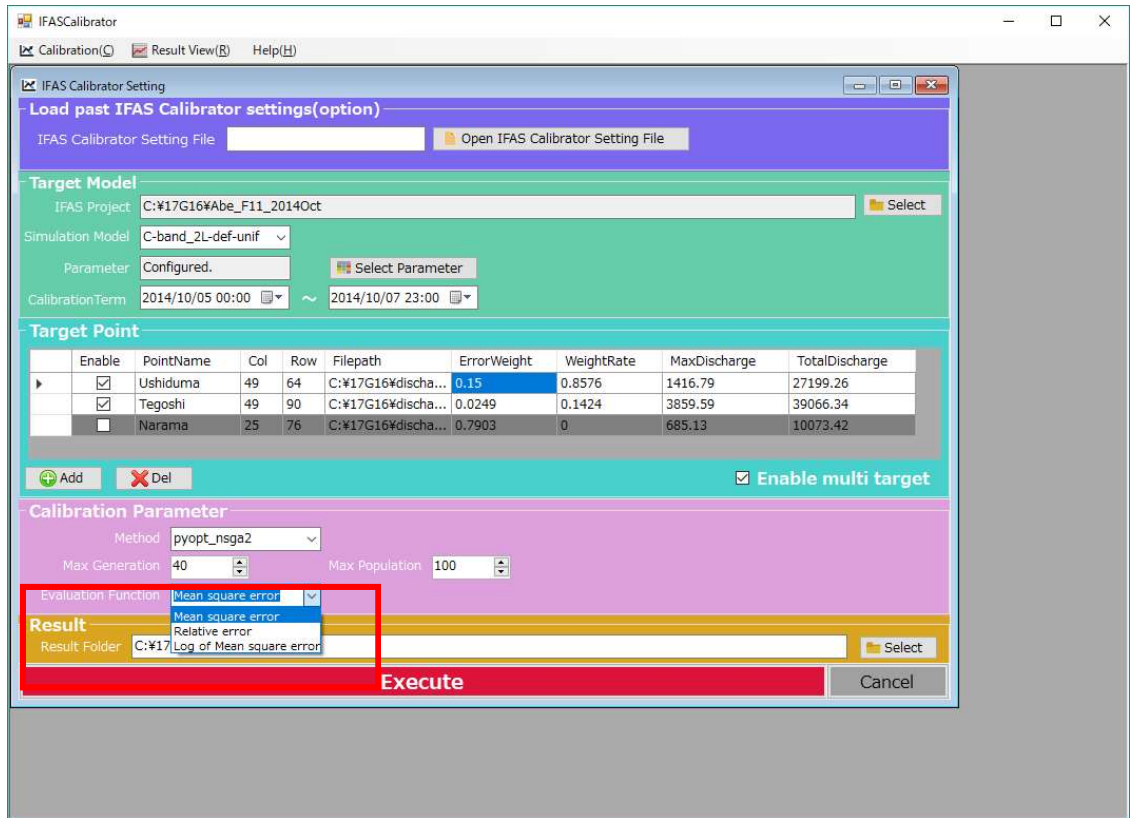 IFASCalibrator
Calibration(C) Result View(R) Help(H)
IFAS Calibrator Setting
Load past IFAS Calibrator settings(option)
IFAS Calibrator Setting File Open IFAS Calibrator Setting File
Target Model
IFAS Project C:¥17G16¥Abe_F11_2014Oct Select
Simulation Model C-band_2L-def-unif
Parameter Configured. Select Parameter
CalibrationTerm 2014/10/05 00:00 ～ 2014/10/07 23:00
Target Point
Enable PointName Col Row Filepath ErrorWeight WeightRate MaxDischarge TotalDischarge
Ushiduma 49 64 C:¥17G16¥discha... 0.15 0.8576 1416.79 27199.26
Tegoshi 49 90 C:¥17G16¥discha... 0.0249 0.1424 3859.59 39066.34
Narama 25 76 C:¥17G16¥discha... 0.7903 0 685.13 10073.42
Add Del Enable multi target
Calibration Parameter
Method pyopt_nsga2
Max Generation 40 Max Population 100
Evaluation Function Mean square error
Mean square error
Result
Relative error
Result Folder C:¥17 Log of Mean square error Select
Execute Cancel